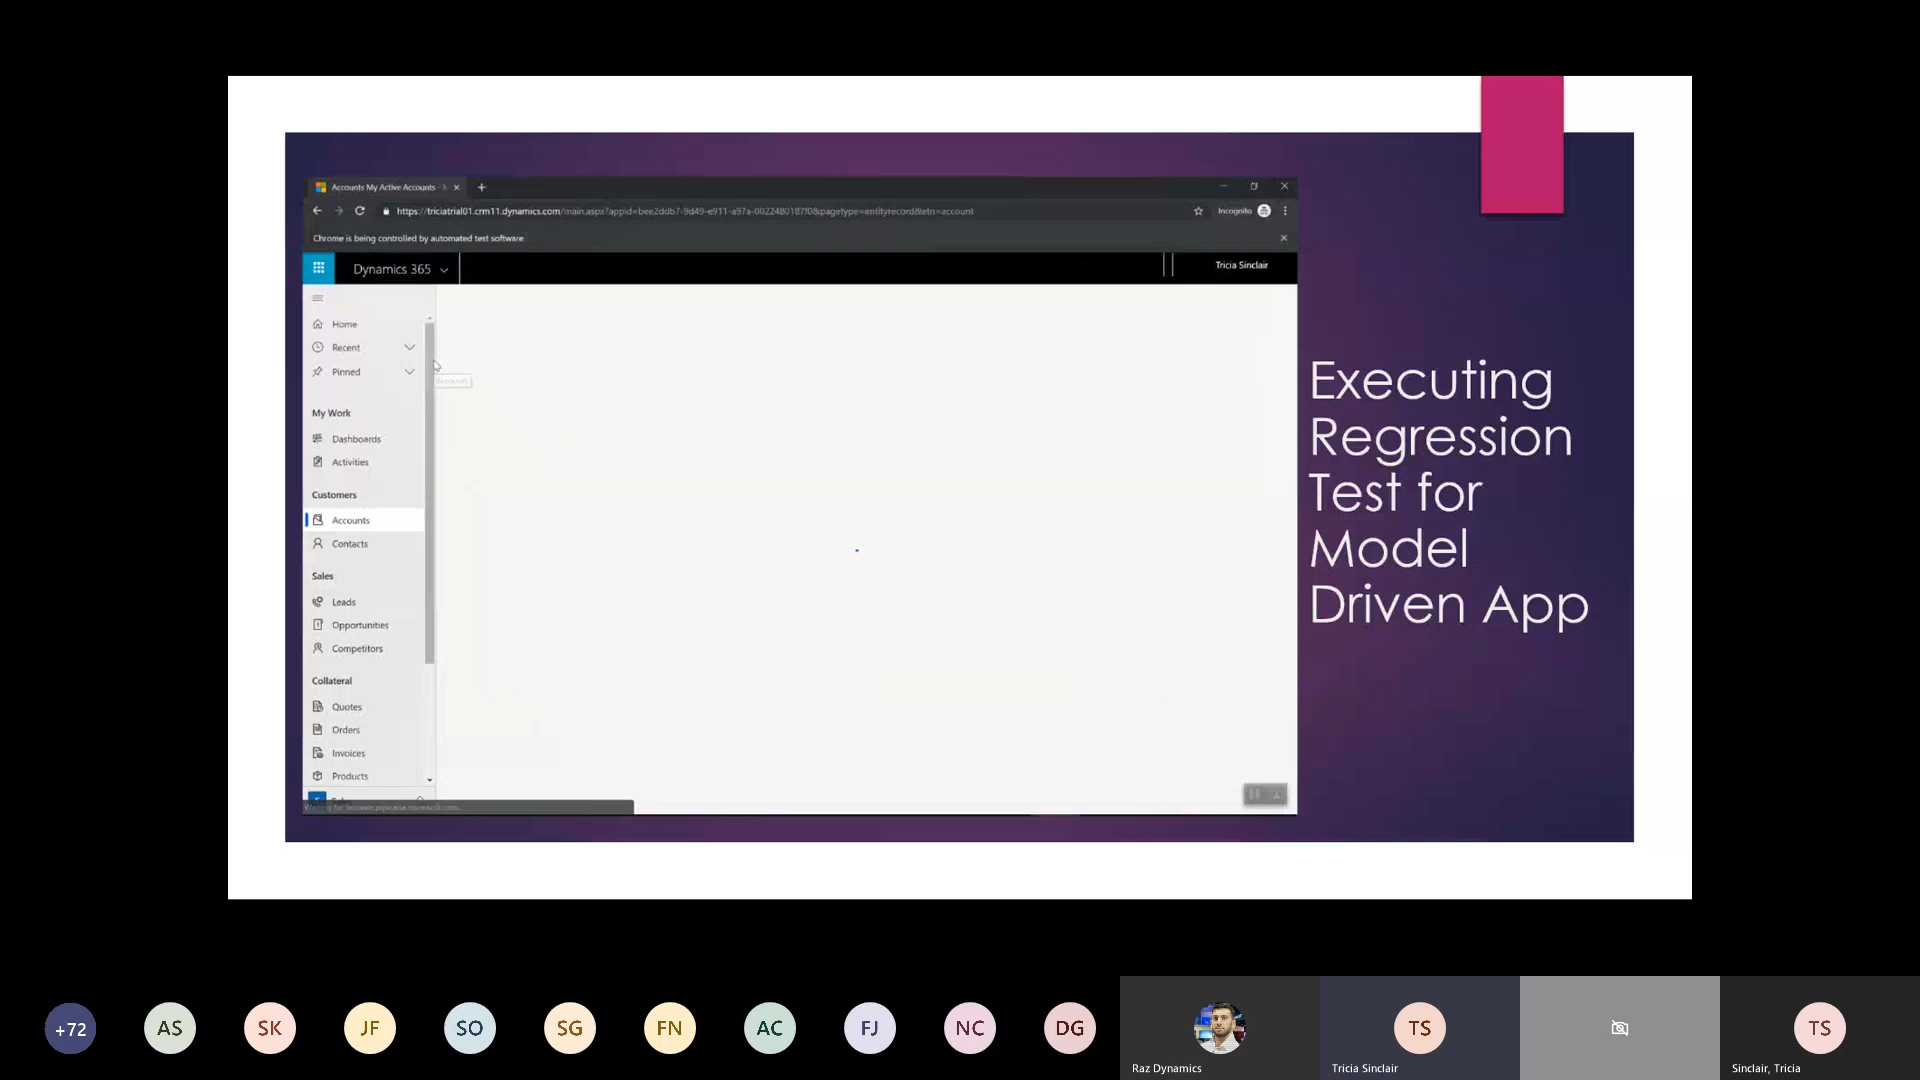 Accounts My Active Accounts
https://triciatrial01.crm11.dynamics.com/main.aspx?appid=bee2ddb7-9d49-e911-a97a-0022480187f0&pagetype=entityrecord&etn=account
Incognito
Chrome is being controlled by automated test software
Dynamics 365
Tricia Sinclair
Home
Recent
Pinned
My Work
Dashboards
Activities
Customers
Accounts
Contacts
Sales
Leads
Opportunities
Competitors
Collateral
Quotes
Orders
Invoices
Products
Executing
Regression
Test for
Model
Driven App
+72
AS
SK
JF
SO
SG
FN
AC
FJ
NC
DG
TS
TS
Raz Dynamics
Tricia Sinclair
Sinclair, Tricia